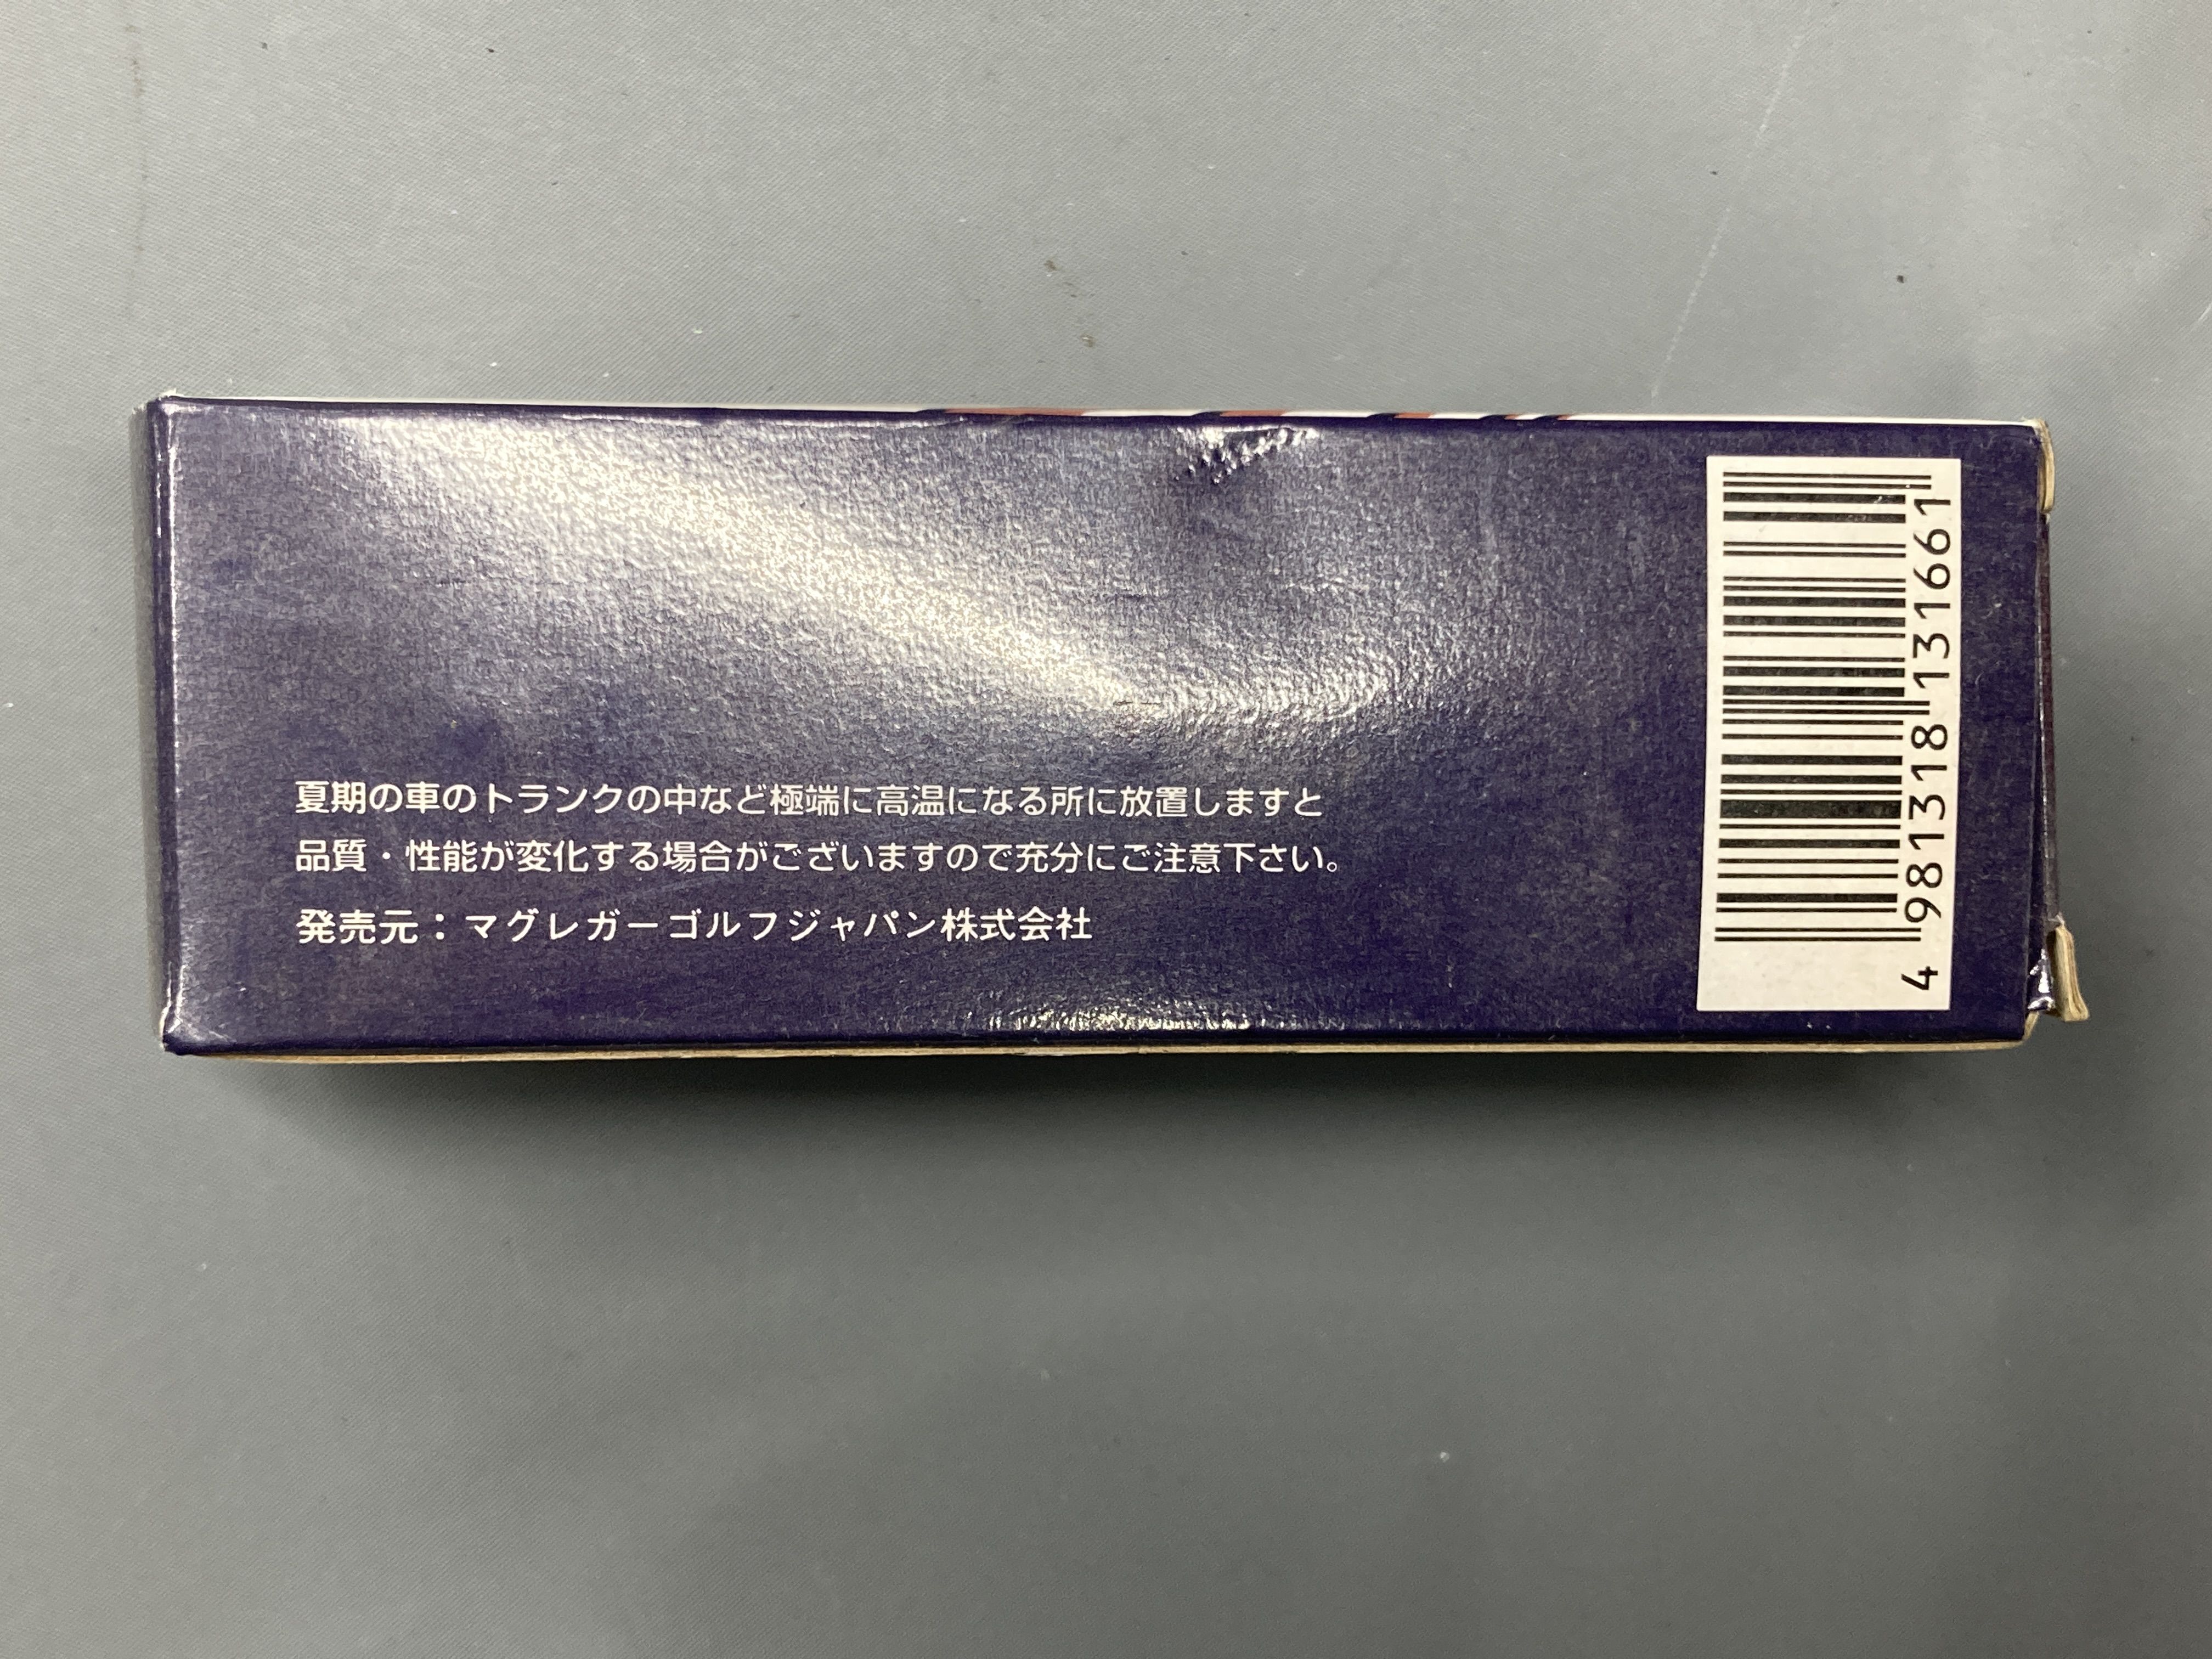 夏期の車のトランクの中など極端に高温になる所に放置しますと
品質・性能が変化する場合がございますので充分にご注意下さい。
発売元：マグレガーゴルフジャパン株式会社
4 981318 131661